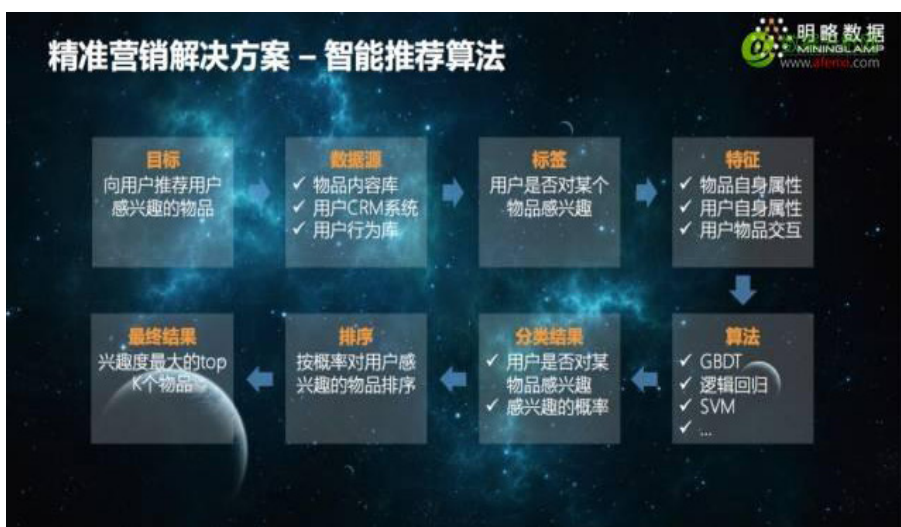 精准营销解决方案 – 智能推荐算法
明略数据
MININGLAMP
www.afenxi.com
目标
向用户推荐用户
感兴趣的物品
数据源
✓ 物品内容库
✓ 用户CRM系统
✓ 用户行为库
标签
用户是否对某个
物品感兴趣
特征
✓ 物品自身属性
✓ 用户自身属性
✓ 用户物品交互
算法
✓ GBDT
✓ 逻辑回归
✓ SVM
✓ ...
分类结果
✓ 用户是否对某
物品感兴趣
✓ 感兴趣的概率
排序
按概率对用户感
兴趣的物品排序
最终结果
兴趣度最大的top
K个物品